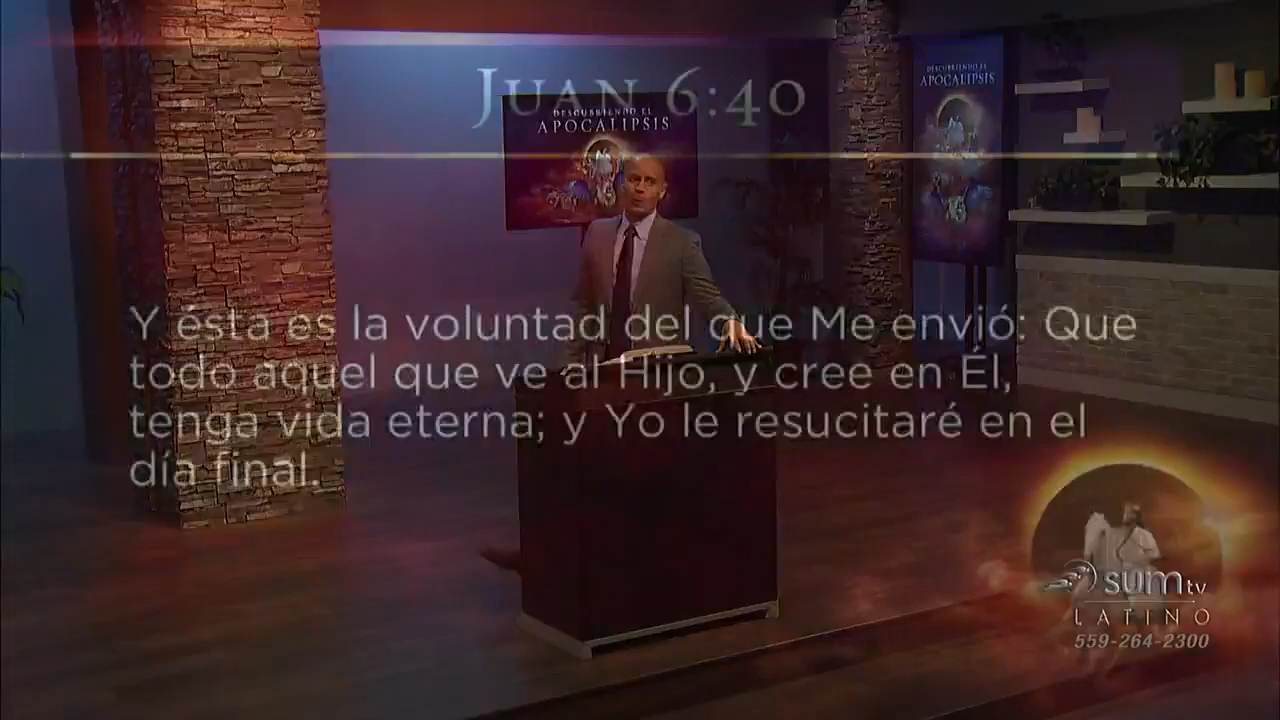 JUAN 6:40
DESCUBRIENDO EL
APOCALIPSIS
DESCUBRIENDO EL
APOCALIPSIS
Y ésta es la voluntad del que Me envió: Que
todo aquel que ve al Hijo, y cree en Él,
tenga vida eterna; y Yo le resucitaré en el
día final.
sumtv
LATINO
559-264-2300